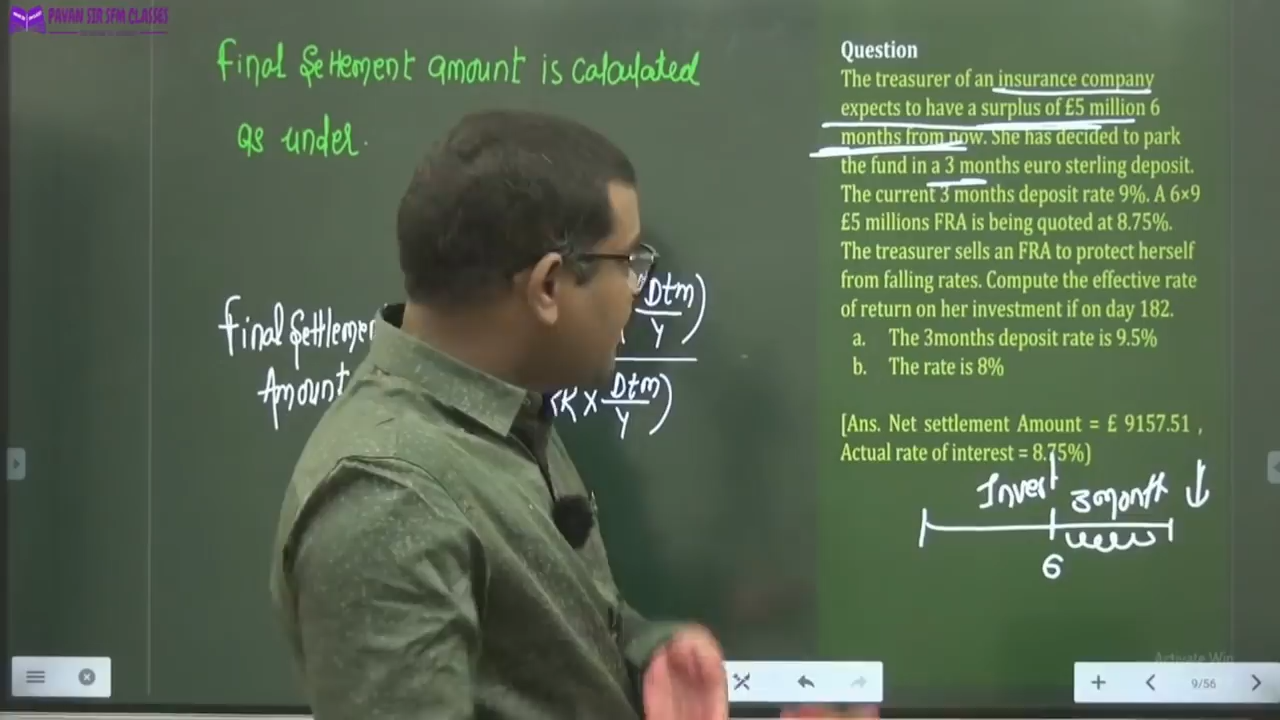 PAVAN SIR SFM CLASSES
Final Settlement amount is calculated
as under.
Final Settlemen
Amount
Dtm
Y
)
K × Dtm
Y
)
Question
The treasurer of an insurance company
expects to have a surplus of £5 million 6
months from now. She has decided to park
the fund in a 3 months euro sterling deposit.
The current 3 months deposit rate 9%. A 6×9
£5 millions FRA is being quoted at 8.75%.
The treasurer sells an FRA to protect herself
from falling rates. Compute the effective rate
of return on her investment if on day 182.
a. The 3months deposit rate is 9.5%
b. The rate is 8%
[Ans. Net settlement Amount = £ 9157.51 ,
Actual rate of interest = 8.75%)
Invest 3month ↓
6
Activate Win
9/56